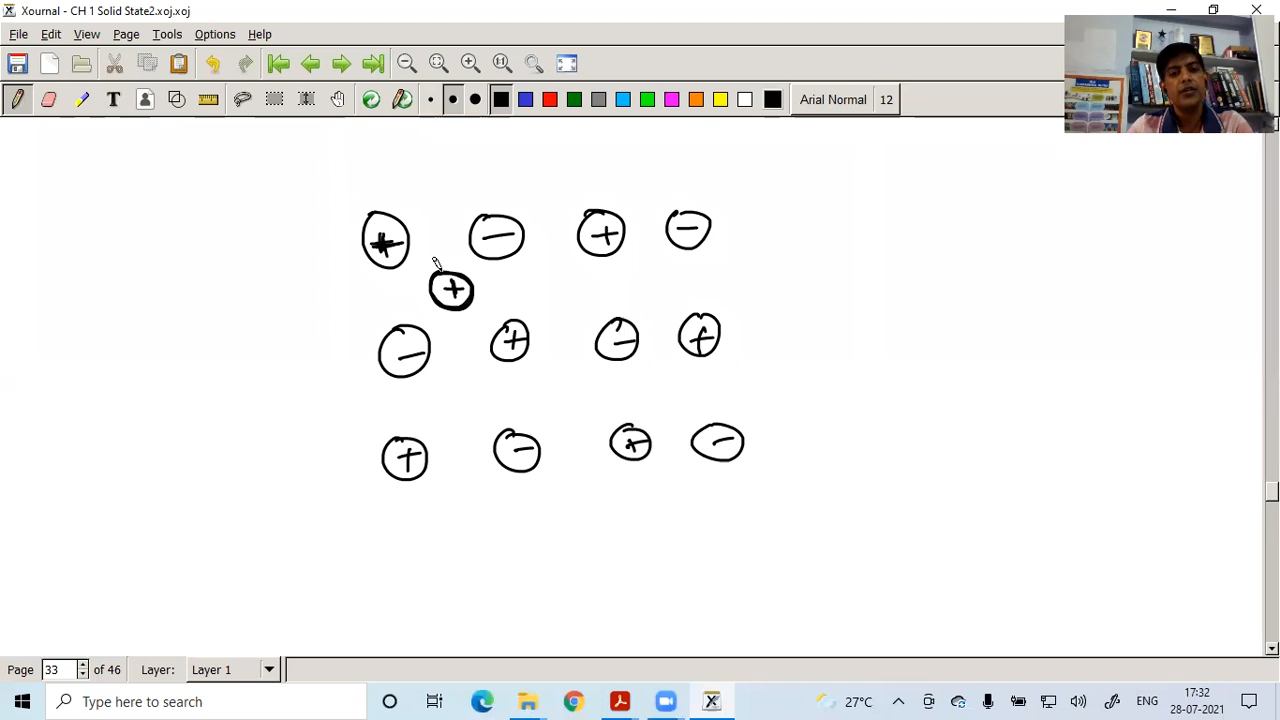 Xournal - CH 1 Solid State2.xoj.xoj
File Edit View Page Tools Options Help
Arial Normal 12
+ − + −
+
− + − +
+ − + −
Page 33 of 46 Layer: Layer 1
Type here to search
27°C ENG 17:32
28-07-2021